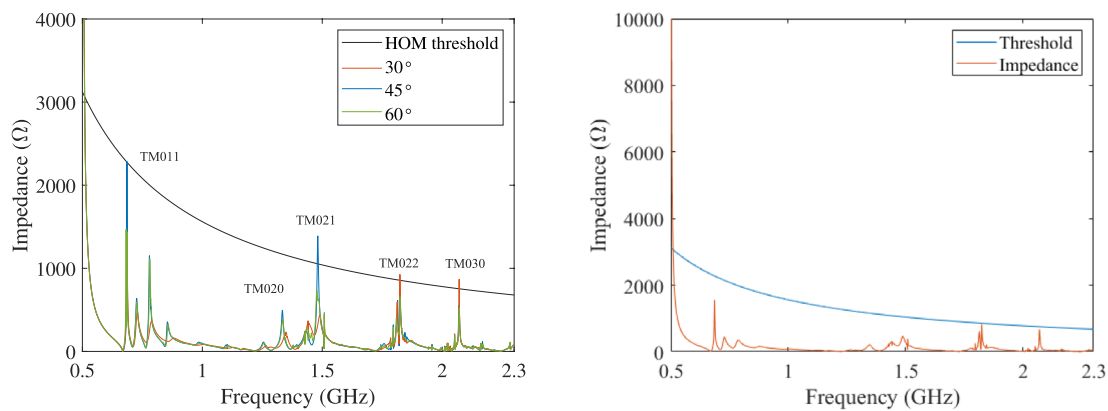 4000
3000
2000
1000
0
Impedance (Ω)
HOM threshold
30°
45°
60°
TM011
TM020
TM021
TM022
TM030
0.5
1
1.5
2
2.3
Frequency (GHz)
10000
8000
6000
4000
2000
0
Impedance (Ω)
Threshold
Impedance
0.5
1
1.5
2
2.3
Frequency (GHz)